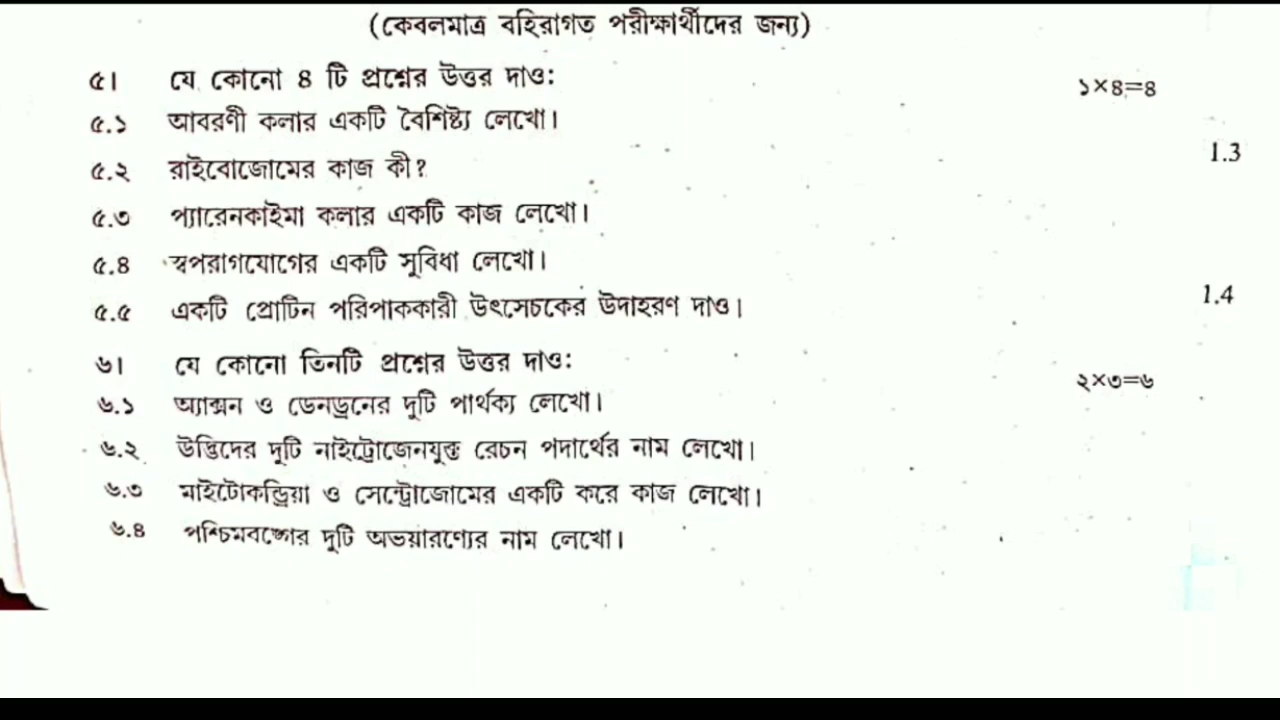 (কেবলমাত্র বহিরাগত পরীক্ষার্থীদের জন্য)
৫। যে কোনো ৪ টি প্রশ্নের উত্তর দাও: ১×৪=৪
৫.১ আবরণী কলার একটি বৈশিষ্ট্য লেখো।
1.3
৫.২ রাইবোজোমের কাজ কী?
৫.৩ প্যারেনকাইমা কলার একটি কাজ লেখো।
৫.৪ স্বপরাগযোগের একটি সুবিধা লেখো।
1.4
৫.৫ একটি প্রোটিন পরিপাককারী উৎসেচকের উদাহরণ দাও।
৬। যে কোনো তিনটি প্রশ্নের উত্তর দাও: ২×৩=৬
৬.১ অ্যাক্সন ও ডেনড্রনের দুটি পার্থক্য লেখো।
৬.২ উদ্ভিদের দুটি নাইট্রোজেনযুক্ত রেচন পদার্থের নাম লেখো।
৬.৩ মাইটোকন্ড্রিয়া ও সেন্ট্রোজোমের একটি করে কাজ লেখো।
৬.৪ পশ্চিমবঙ্গের দুটি অভয়ারণ্যের নাম লেখো।